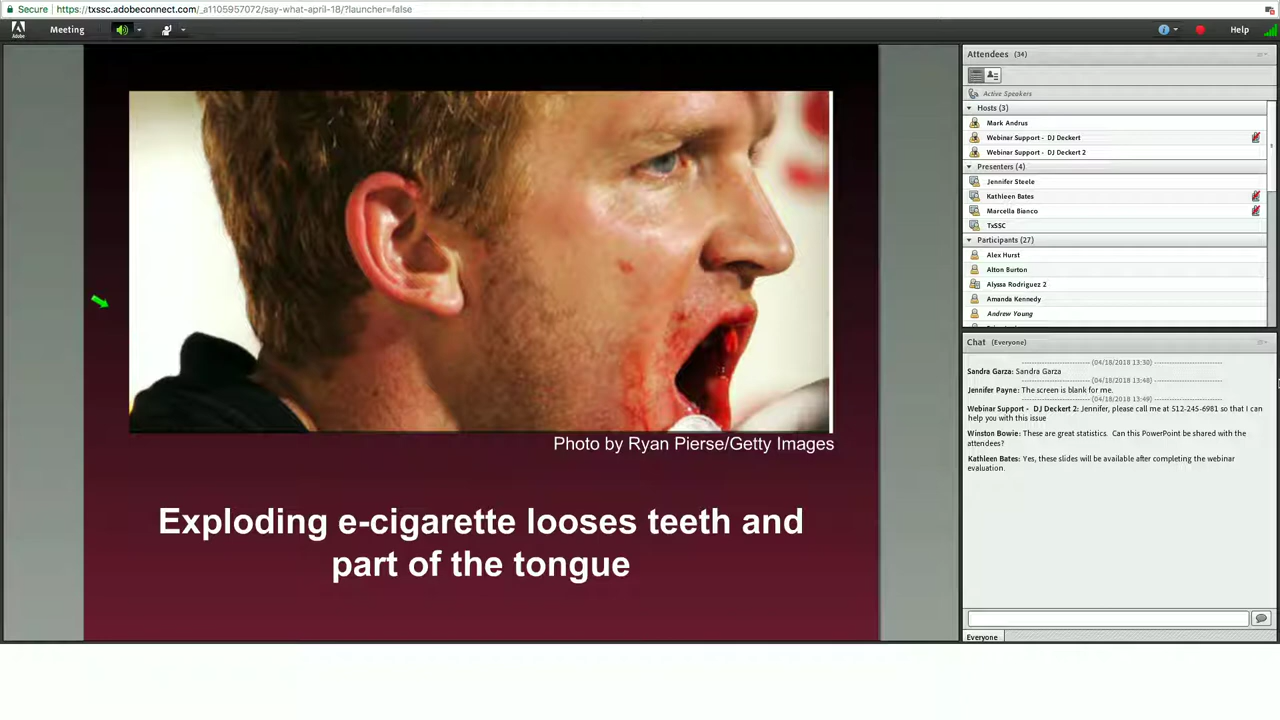 Secure https://txssc.adobeconnect.com/_a1105957072/say-what-april-18/?launcher=false
Adobe
Meeting
Help
Photo by Ryan Pierse/Getty Images
Exploding e-cigarette looses teeth and
part of the tongue
Attendees (34)
Active Speakers
Hosts (3)
Mark Andrus
Webinar Support - DJ Deckert
Webinar Support - DJ Deckert 2
Presenters (4)
Jennifer Steele
Kathleen Bates
Marcella Bianco
TxSSC
Participants (27)
Alex Hurst
Alton Burton
Alyssa Rodriguez 2
Amanda Kennedy
Andrew Young
Chat (Everyone)
(04/18/2018 13:30)
Sandra Garza: Sandra Garza
(04/18/2018 13:48)
Jennifer Payne: The screen is blank for me.
(04/18/2018 13:49)
Webinar Support - DJ Deckert 2: Jennifer, please call me at 512-245-6981 so that I can
help you with this issue
Winston Bowie: These are great statistics. Can this PowerPoint be shared with the
attendees?
Kathleen Bates: Yes, these slides will be available after completing the webinar
evaluation.
Everyone